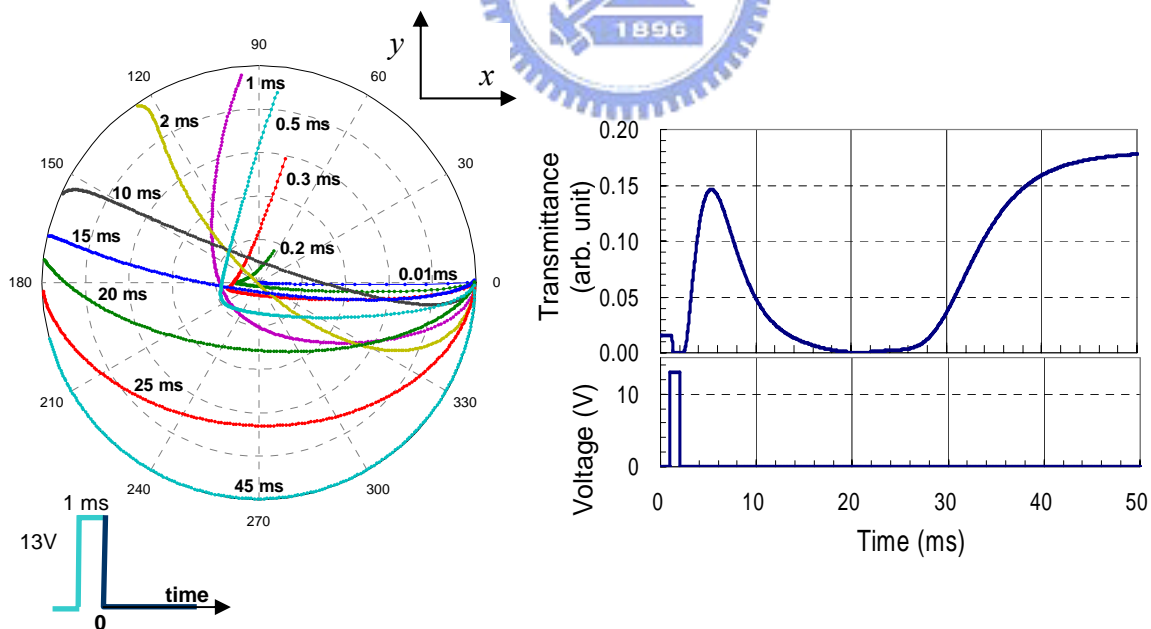 1896
y
x
90
120
60
150
30
180
0
210
330
240
300
270
1 ms
2 ms
0.5 ms
0.3 ms
10 ms
0.2 ms
15 ms
0.01ms
20 ms
25 ms
45 ms
1 ms
13V
time
0
Transmittance
(arb. unit)
0.20
0.15
0.10
0.05
0.00
Voltage (V)
10
0
0 10 20 30 40 50
Time (ms)